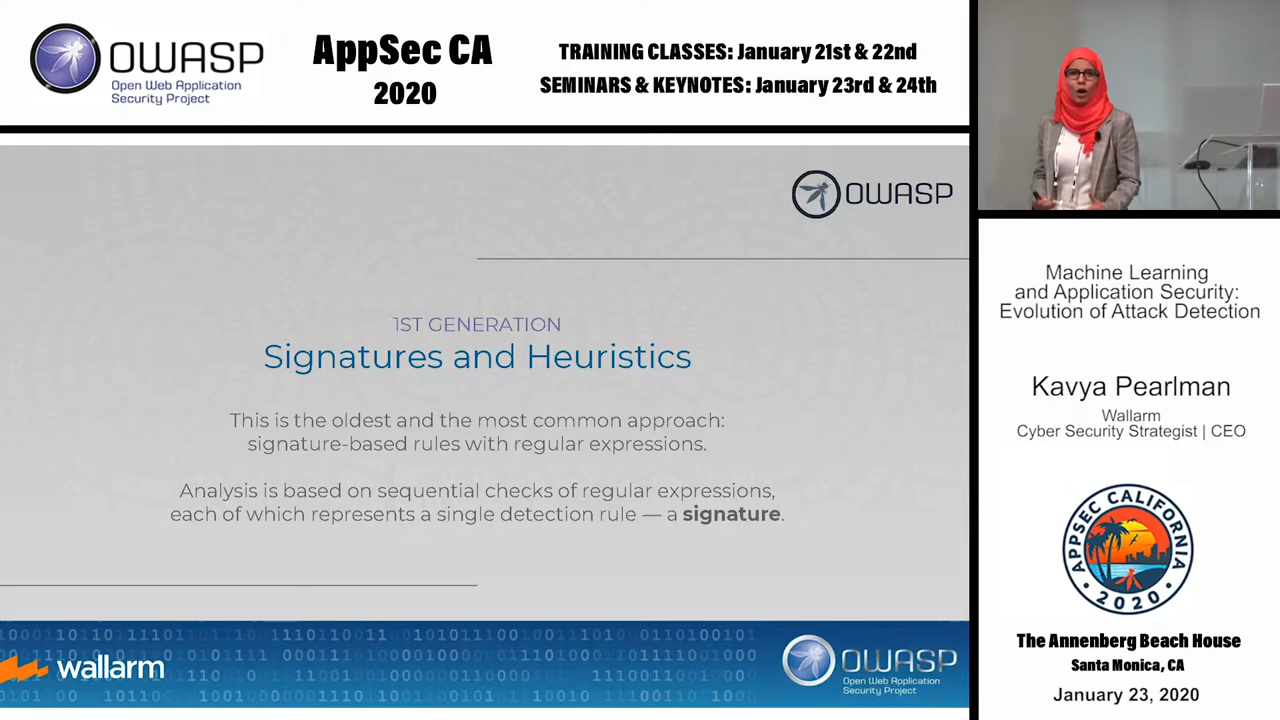 OWASP
Open Web Application
Security Project
AppSec CA
2020
TRAINING CLASSES: January 21st & 22nd
SEMINARS & KEYNOTES: January 23rd & 24th
OWASP
1ST GENERATION
Signatures and Heuristics
This is the oldest and the most common approach:
signature-based rules with regular expressions.
Analysis is based on sequential checks of regular expressions,
each of which represents a single detection rule — a signature.
wallarm
OWASP
Open Web Application
Security Project
Machine Learning
and Application Security:
Evolution of Attack Detection
Kavya Pearlman
Wallarm
Cyber Security Strategist | CEO
APPSEC CALIFORNIA
• 2020 •
The Annenberg Beach House
Santa Monica, CA
January 23, 2020